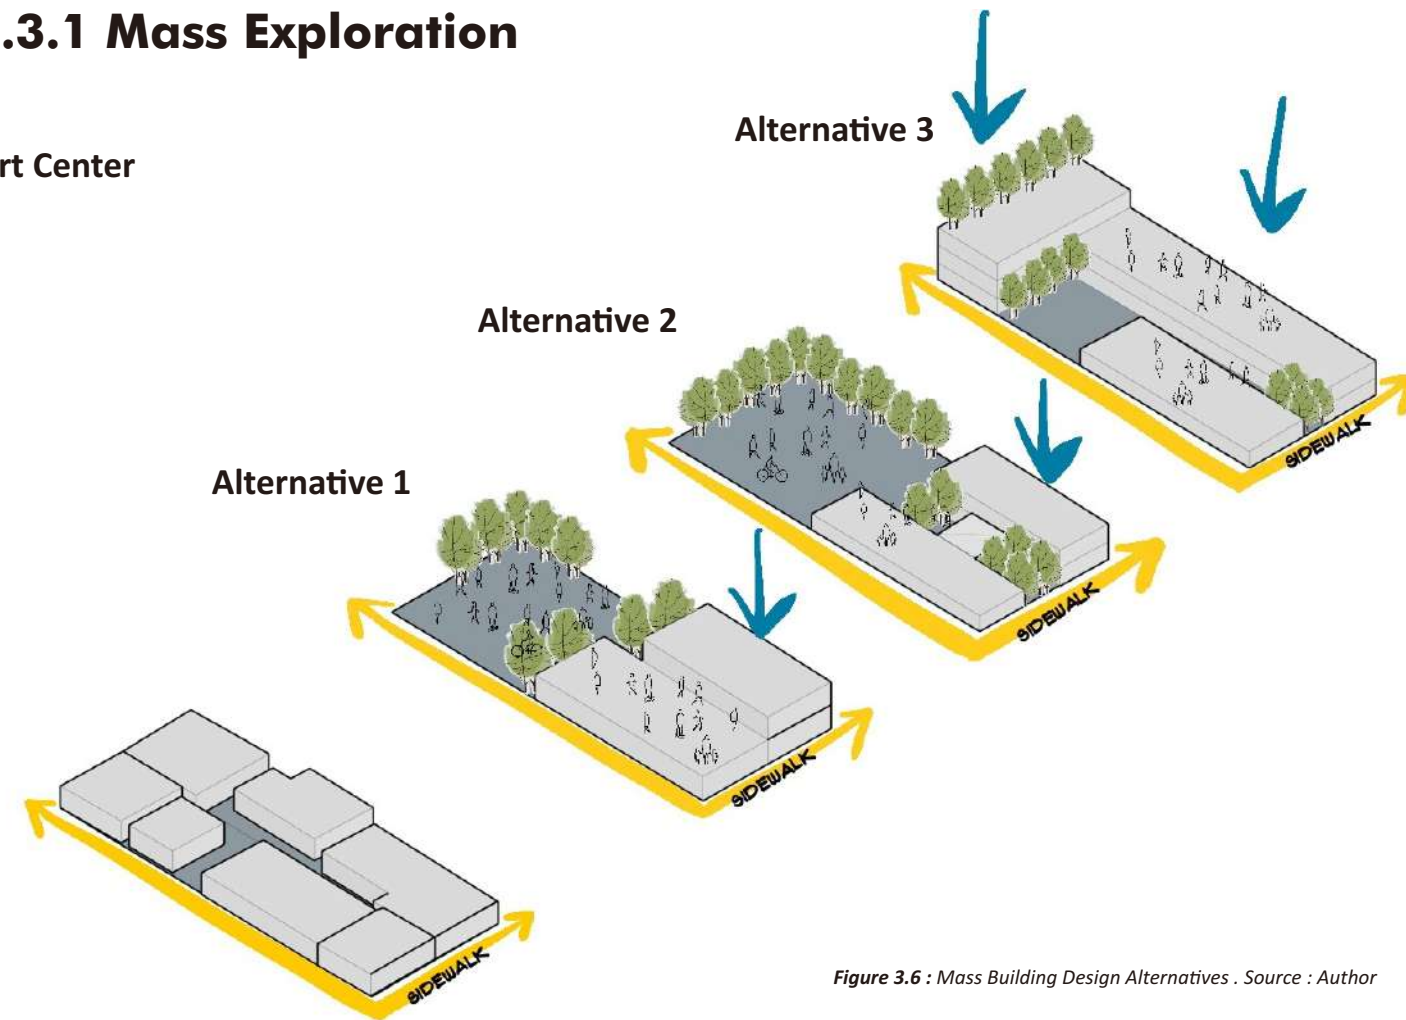 .3.1 Mass Exploration
rt Center
Alternative 3
Alternative 2
Alternative 1
SIDEWALK
SIDEWALK
SIDEWALK
SIDEWALK
Figure 3.6 : Mass Building Design Alternatives . Source : Author